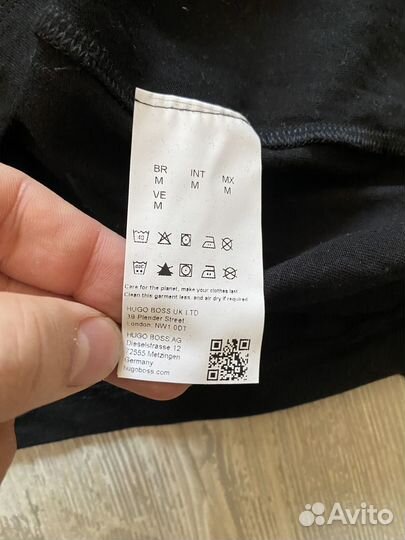 BR INT MX
M M M
VE
M
40
Care for the planet, make your clothes last
Clean this garment less, and air dry if required
HUGO BOSS UK LTD
39 Plender Street
London NW1 0DT
HUGO BOSS AG
Dieselstrasse 12
72555 Metzingen
Germany
hugoboss.com
Avito